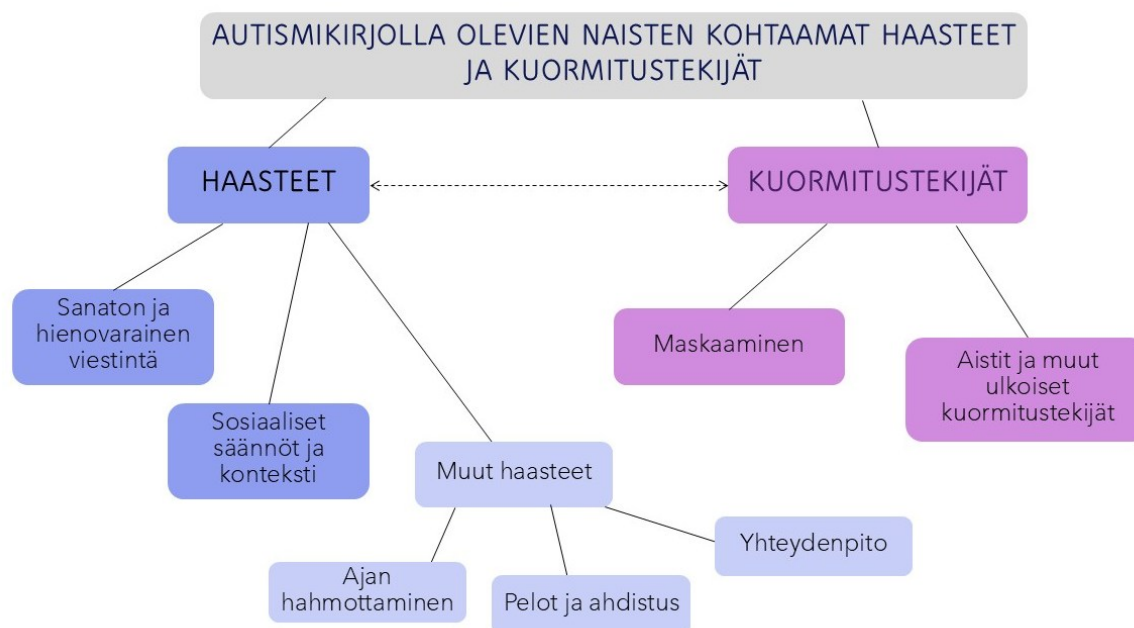 AUTISMIKIRJOLLA OLEVIEN NAISTEN KOHTAAMAT HAASTEET
JA KUORMITUSTEKIJÄT
HAASTEET
KUORMITUSTEKIJÄT
Sanaton ja
hienovarainen
viestintä
Sosiaaliset
säännöt ja
konteksti
Muut haasteet
Ajan
hahmottaminen
Pelot ja ahdistus
Yhteydenpito
Maskaaminen
Aistit ja muut
ulkoiset
kuormitustekijät